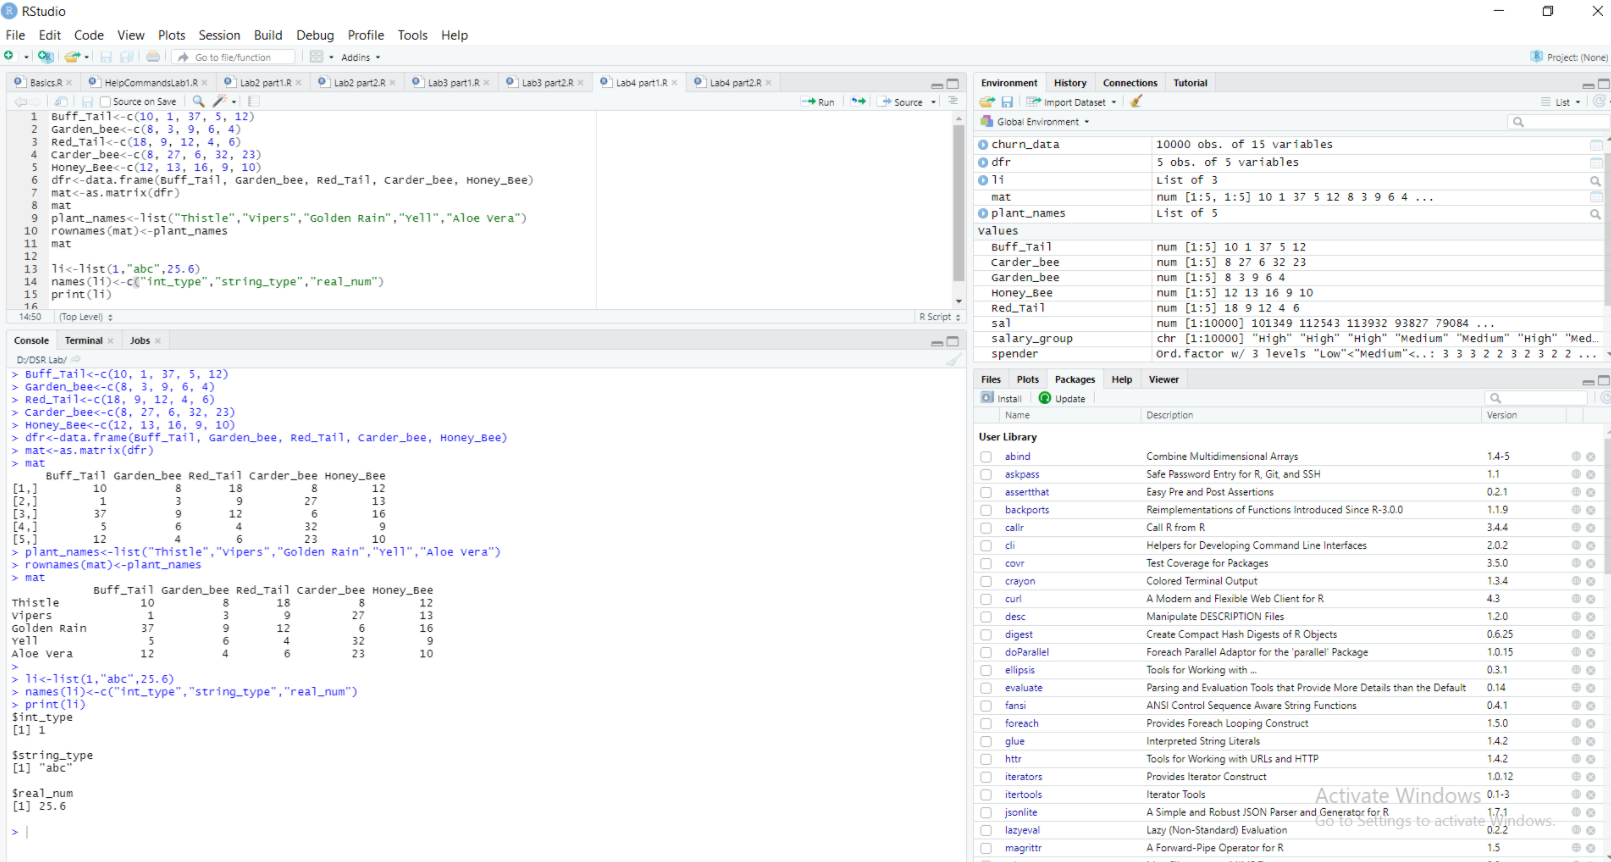 RStudio
File Edit Code View Plots Session Build Debug Profile Tools Help
Go to file/function Addins Project: (None)
Basics.R HelpCommandsLab1.R Lab2 part1.R Lab2 part2.R Lab3 part1.R Lab3 part2.R Lab4 part1.R Lab4 part2.R
Source on Save Run Source
1 Buff_Tail<-c(10, 1, 37, 5, 12)
2 Garden_bee<-c(8, 3, 9, 6, 4)
3 Red_Tail<-c(18, 9, 12, 4, 6)
4 Carder_bee<-c(8, 27, 6, 32, 23)
5 Honey_Bee<-c(12, 13, 16, 9, 10)
6 dfr<-data.frame(Buff_Tail, Garden_bee, Red_Tail, Carder_bee, Honey_Bee)
7 mat<-as.matrix(dfr)
8 mat
9 plant_names<-list("Thistle","Vipers","Golden Rain","Yell","Aloe vera")
10 rownames(mat)<-plant_names
11 mat
12
13 li<-list(1,"abc",25.6)
14 names(li)<-c("int_type","string_type","real_num")
15 print(li)
16
14:50 (Top Level) R Script
Console Terminal Jobs
D:/DSR Lab/
> Buff_Tail<-c(10, 1, 37, 5, 12)
> Garden_bee<-c(8, 3, 9, 6, 4)
> Red_Tail<-c(18, 9, 12, 4, 6)
> Carder_bee<-c(8, 27, 6, 32, 23)
> Honey_Bee<-c(12, 13, 16, 9, 10)
> dfr<-data.frame(Buff_Tail, Garden_bee, Red_Tail, Carder_bee, Honey_Bee)
> mat<-as.matrix(dfr)
> mat
Buff_Tail Garden_bee Red_Tail Carder_bee Honey_Bee
[1,] 10 8 18 8 12
[2,] 1 3 9 27 13
[3,] 37 9 12 6 16
[4,] 5 6 4 32 9
[5,] 12 4 6 23 10
> plant_names<-list("Thistle","Vipers","Golden Rain","Yell","Aloe vera")
> rownames(mat)<-plant_names
> mat
Buff_Tail Garden_bee Red_Tail Carder_bee Honey_Bee
Thistle 10 8 18 8 12
Vipers 1 3 9 27 13
Golden Rain 37 9 12 6 16
Yell 5 6 4 32 9
Aloe vera 12 4 6 23 10
>
> li<-list(1,"abc",25.6)
> names(li)<-c("int_type","string_type","real_num")
> print(li)
$int_type
[1] 1
$string_type
[1] "abc"
$real_num
[1] 25.6
>
Environment History Connections Tutorial
Import Dataset List
Global Environment
churn_data 10000 obs. of 15 variables
dfr 5 obs. of 5 variables
li List of 3
mat num [1:5, 1:5] 10 1 37 5 12 8 3 9 6 4 ...
plant_names List of 5
values
Buff_Tail num [1:5] 10 1 37 5 12
Carder_bee num [1:5] 8 27 6 32 23
Garden_bee num [1:5] 8 3 9 6 4
Honey_Bee num [1:5] 12 13 16 9 10
Red_Tail num [1:5] 18 9 12 4 6
sal num [1:10000] 101349 112543 113932 93827 79084 ...
salary_group chr [1:10000] "High" "High" "High" "Medium" "Medium" "High" "Med...
spender Ord.factor w/ 3 levels "Low"<"Medium"<..: 3 3 3 2 2 3 2 3 2 2 ...
Files Plots Packages Help Viewer
Install Update
Name Description Version
User Library
abind Combine Multidimensional Arrays 1.4-5
askpass Safe Password Entry for R, Git, and SSH 1.1
assertthat Easy Pre and Post Assertions 0.2.1
backports Reimplementations of Functions Introduced Since R-3.0.0 1.1.9
callr Call R from R 3.4.4
cli Helpers for Developing Command Line Interfaces 2.0.2
covr Test Coverage for Packages 3.5.0
crayon Colored Terminal Output 1.3.4
curl A Modern and Flexible Web Client for R 4.3
desc Manipulate DESCRIPTION Files 1.2.0
digest Create Compact Hash Digests of R Objects 0.6.25
doParallel Foreach Parallel Adaptor for the 'parallel' Package 1.0.15
ellipsis Tools for Working with ... 0.3.1
evaluate Parsing and Evaluation Tools that Provide More Details than the Default 0.14
fansi ANSI Control Sequence Aware String Functions 0.4.1
foreach Provides Foreach Looping Construct 1.5.0
glue Interpreted String Literals 1.4.2
httr Tools for Working with URLs and HTTP 1.4.2
iterators Provides Iterator Construct 1.0.12
itertools Iterator Tools 0.1-3
jsonlite A Simple and Robust JSON Parser and Generator for R 1.7.1
lazyeval Lazy (Non-Standard) Evaluation 0.2.2
magrittr A Forward-Pipe Operator for R 1.5
Activate Windows
Go to Settings to activate Windows.